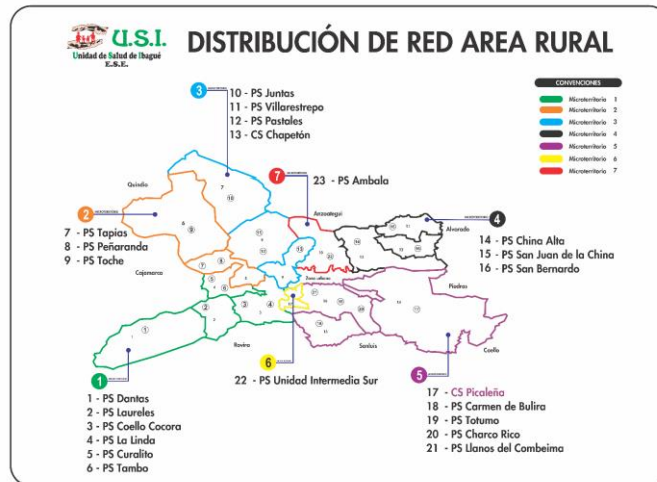 U.S.I.
Unidad de Salud de Ibagué
E.S.E.
DISTRIBUCIÓN DE RED AREA RURAL
CONVENCIONES
Microterritorio 1
Microterritorio 2
Microterritorio 3
Microterritorio 4
Microterritorio 5
Microterritorio 6
Microterritorio 7
3
10 - PS Juntas
11 - PS Villarestrepo
12 - PS Pastales
13 - CS Chapetón
7
23 - PS Ambala
Quindio
Anzoategui
2
7 - PS Tapias
8 - PS Peñaranda
9 - PS Toche
4
Alvarado
14 - PS China Alta
15 - PS San Juan de la China
16 - PS San Bernardo
Cajamarca
Piedras
Rovira
Sanluis
Coello
6
22 - PS Unidad Intermedia Sur
1
1 - PS Dantas
2 - PS Laureles
3 - PS Coello Cocora
4 - PS La Linda
5 - PS Curalito
6 - PS Tambo
5
17 - CS Picaleña
18 - PS Carmen de Bulira
19 - PS Totumo
20 - PS Charco Rico
21 - PS Llanos del Combeima